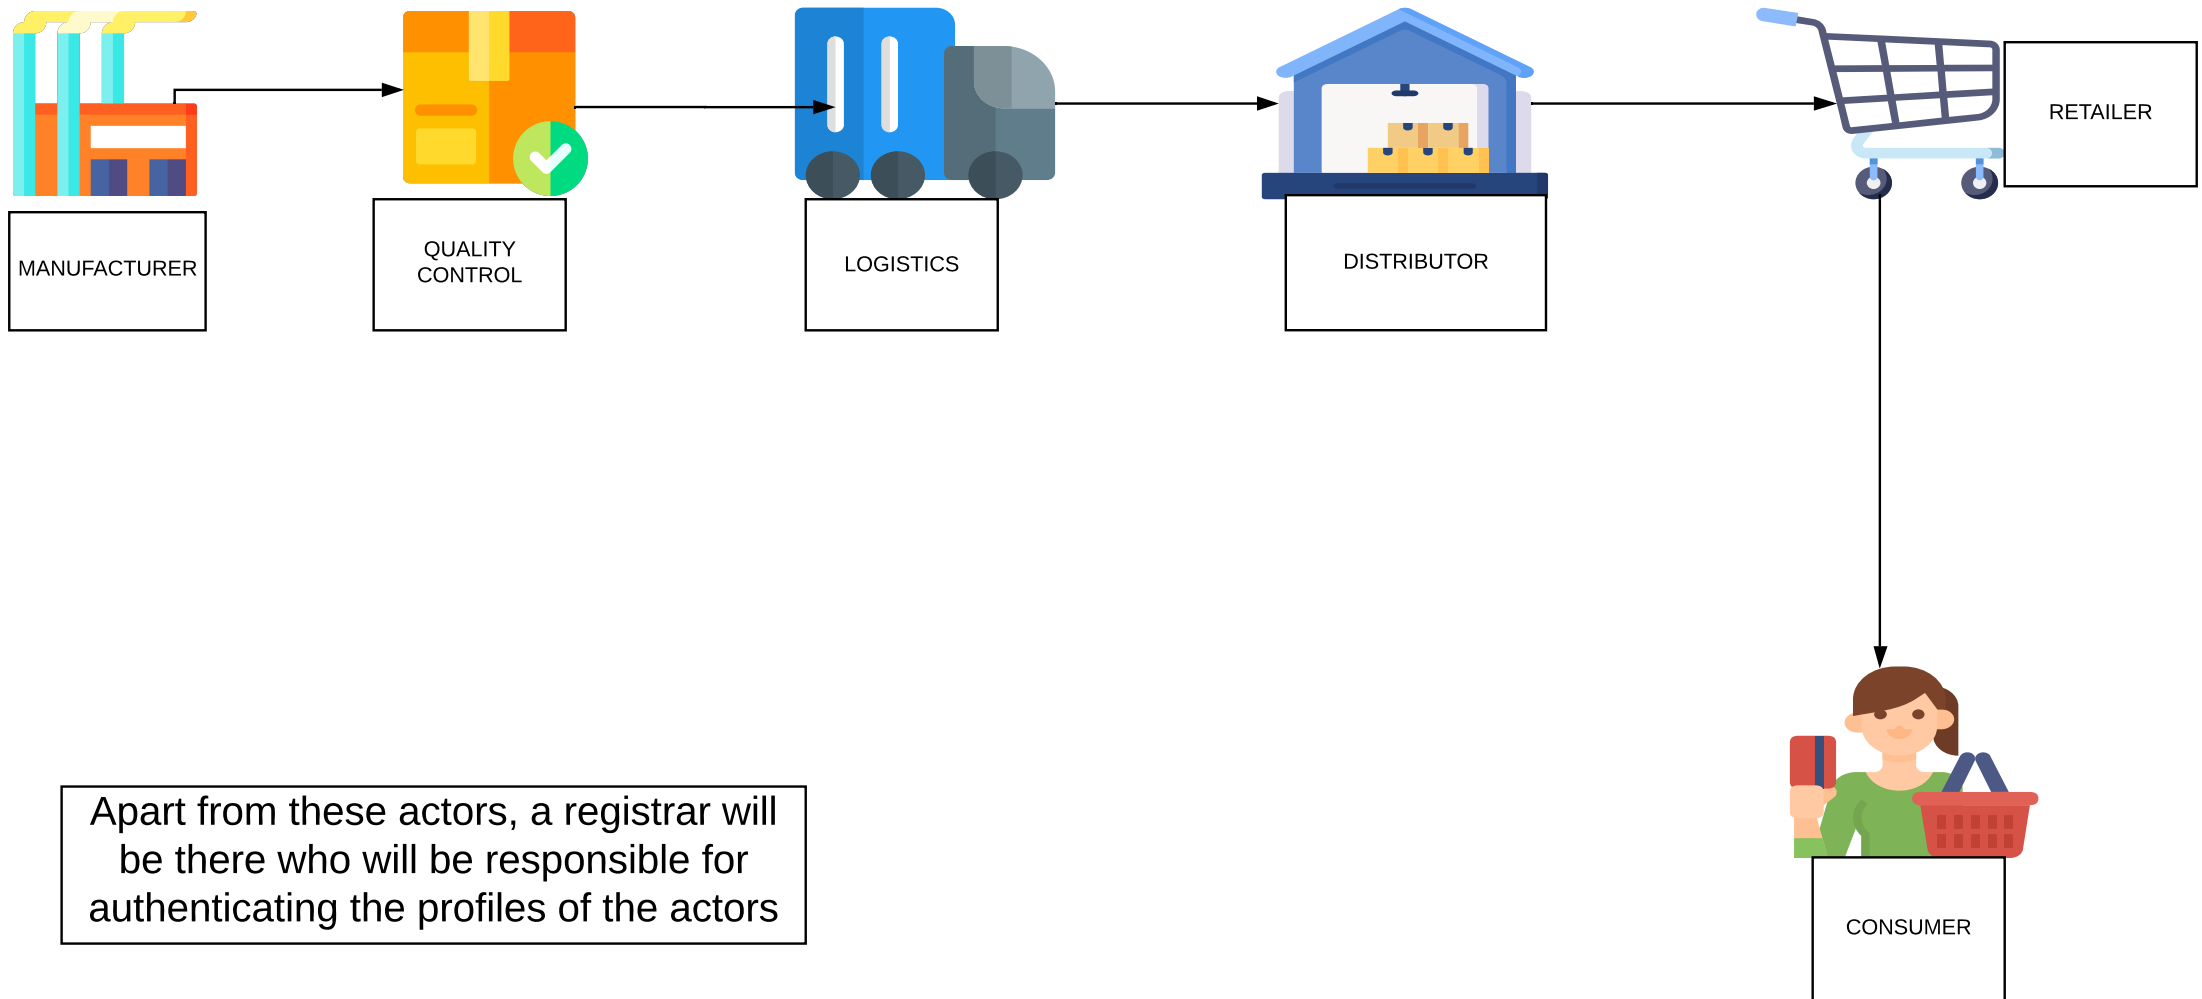 MANUFACTURER
QUALITY
CONTROL
LOGISTICS
DISTRIBUTOR
RETAILER
Apart from these actors, a registrar will
be there who will be responsible for
authenticating the profiles of the actors
CONSUMER